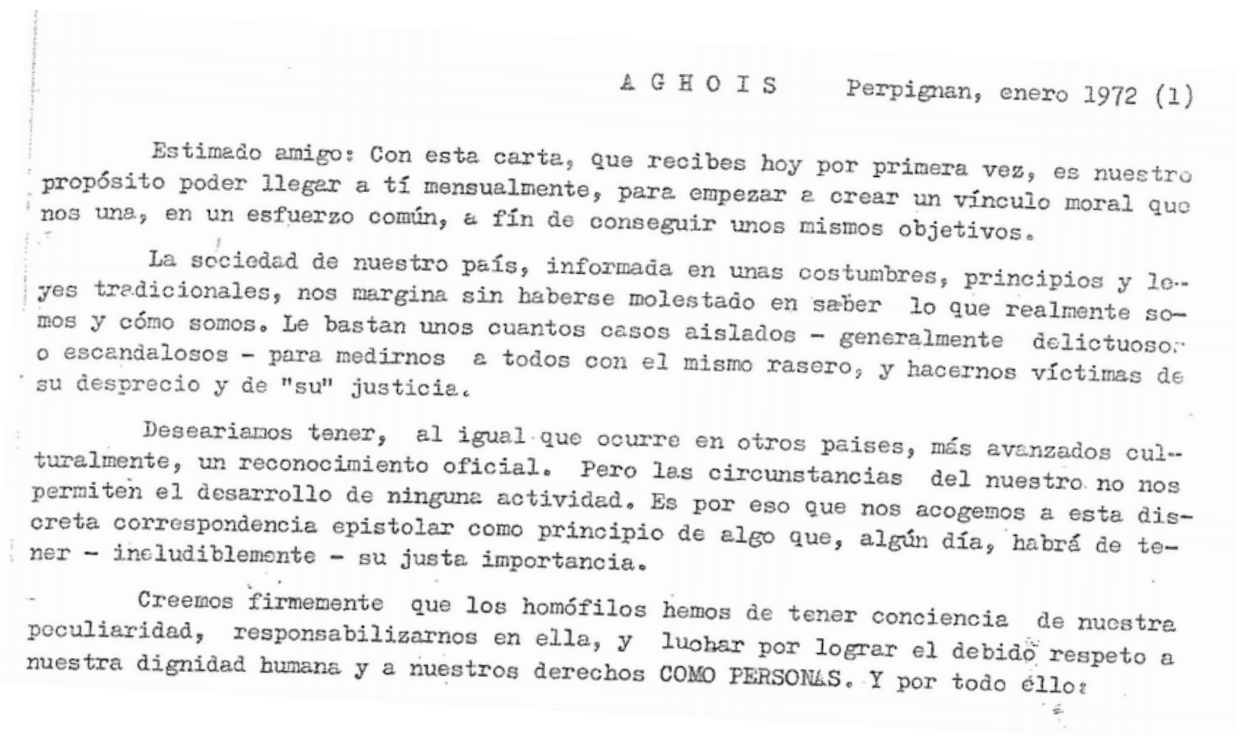 A G H O I S Perpignan, enero 1972 (1)
Estimado amigo: Con esta carta, que recibes hoy por primera vez, es nuestro
propósito poder llegar a tí mensualmente, para empezar a crear un vínculo moral que
nos una, en un esfuerzo común, a fín de conseguir unos mismos objetivos.
La sociedad de nuestro país, informada en unas costumbres, principios y le--
yes tradicionales, nos margina sin haberse molestado en saber lo que realmente so-
mos y cómo somos. Le bastan unos cuantos casos aislados - generalmente delictuosos
o escandalosos - para medirnos a todos con el mismo rasero, y hacernos víctimas de
su desprecio y de "su" justicia.
Deseariamos tener, al igual que ocurre en otros paises, más avanzados cul--
turalmente, un reconocimiento oficial. Pero las circunstancias del nuestro no nos
permiten el desarrollo de ninguna actividad. Es por eso que nos acogemos a esta dis-
creta correspondencia epistolar como principio de algo que, algún día, habrá de te-
ner - ineludiblemente - su justa importancia.
Creemos firmemente que los homófilos hemos de tener conciencia de nuestra
peculiaridad, responsabilizarnos en ella, y luchar por lograr el debido respeto a
nuestra dignidad humana y a nuestros derechos COMO PERSONAS. Y por todo éllo: